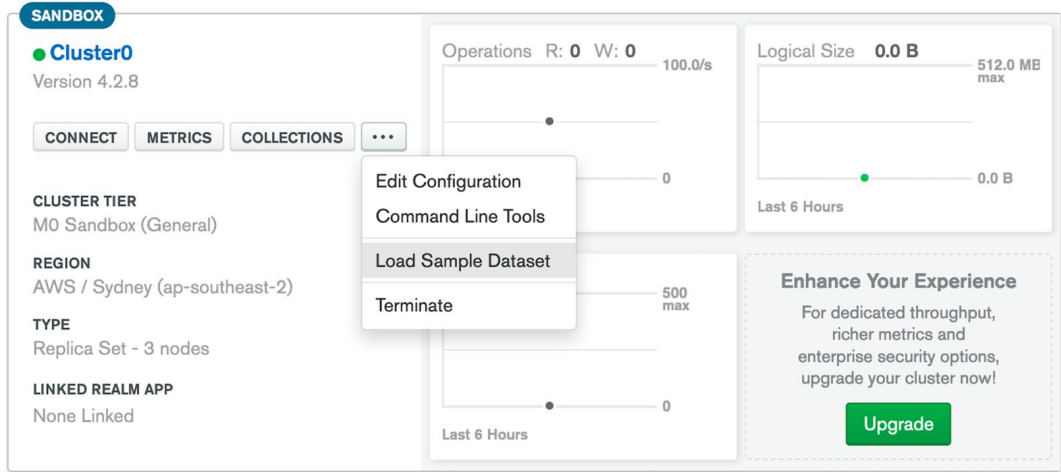 SANDBOX
Cluster0
Version 4.2.8
CONNECT
METRICS
COLLECTIONS
...
Edit Configuration
Command Line Tools
Load Sample Dataset
Terminate
CLUSTER TIER
M0 Sandbox (General)
REGION
AWS / Sydney (ap-southeast-2)
TYPE
Replica Set - 3 nodes
LINKED REALM APP
None Linked
Operations R: 0 W: 0
100.0/s
0
Logical Size 0.0 B
512.0 MB
max
0.0 B
Last 6 Hours
500
max
0
Last 6 Hours
Enhance Your Experience
For dedicated throughput,
richer metrics and
enterprise security options,
upgrade your cluster now!
Upgrade